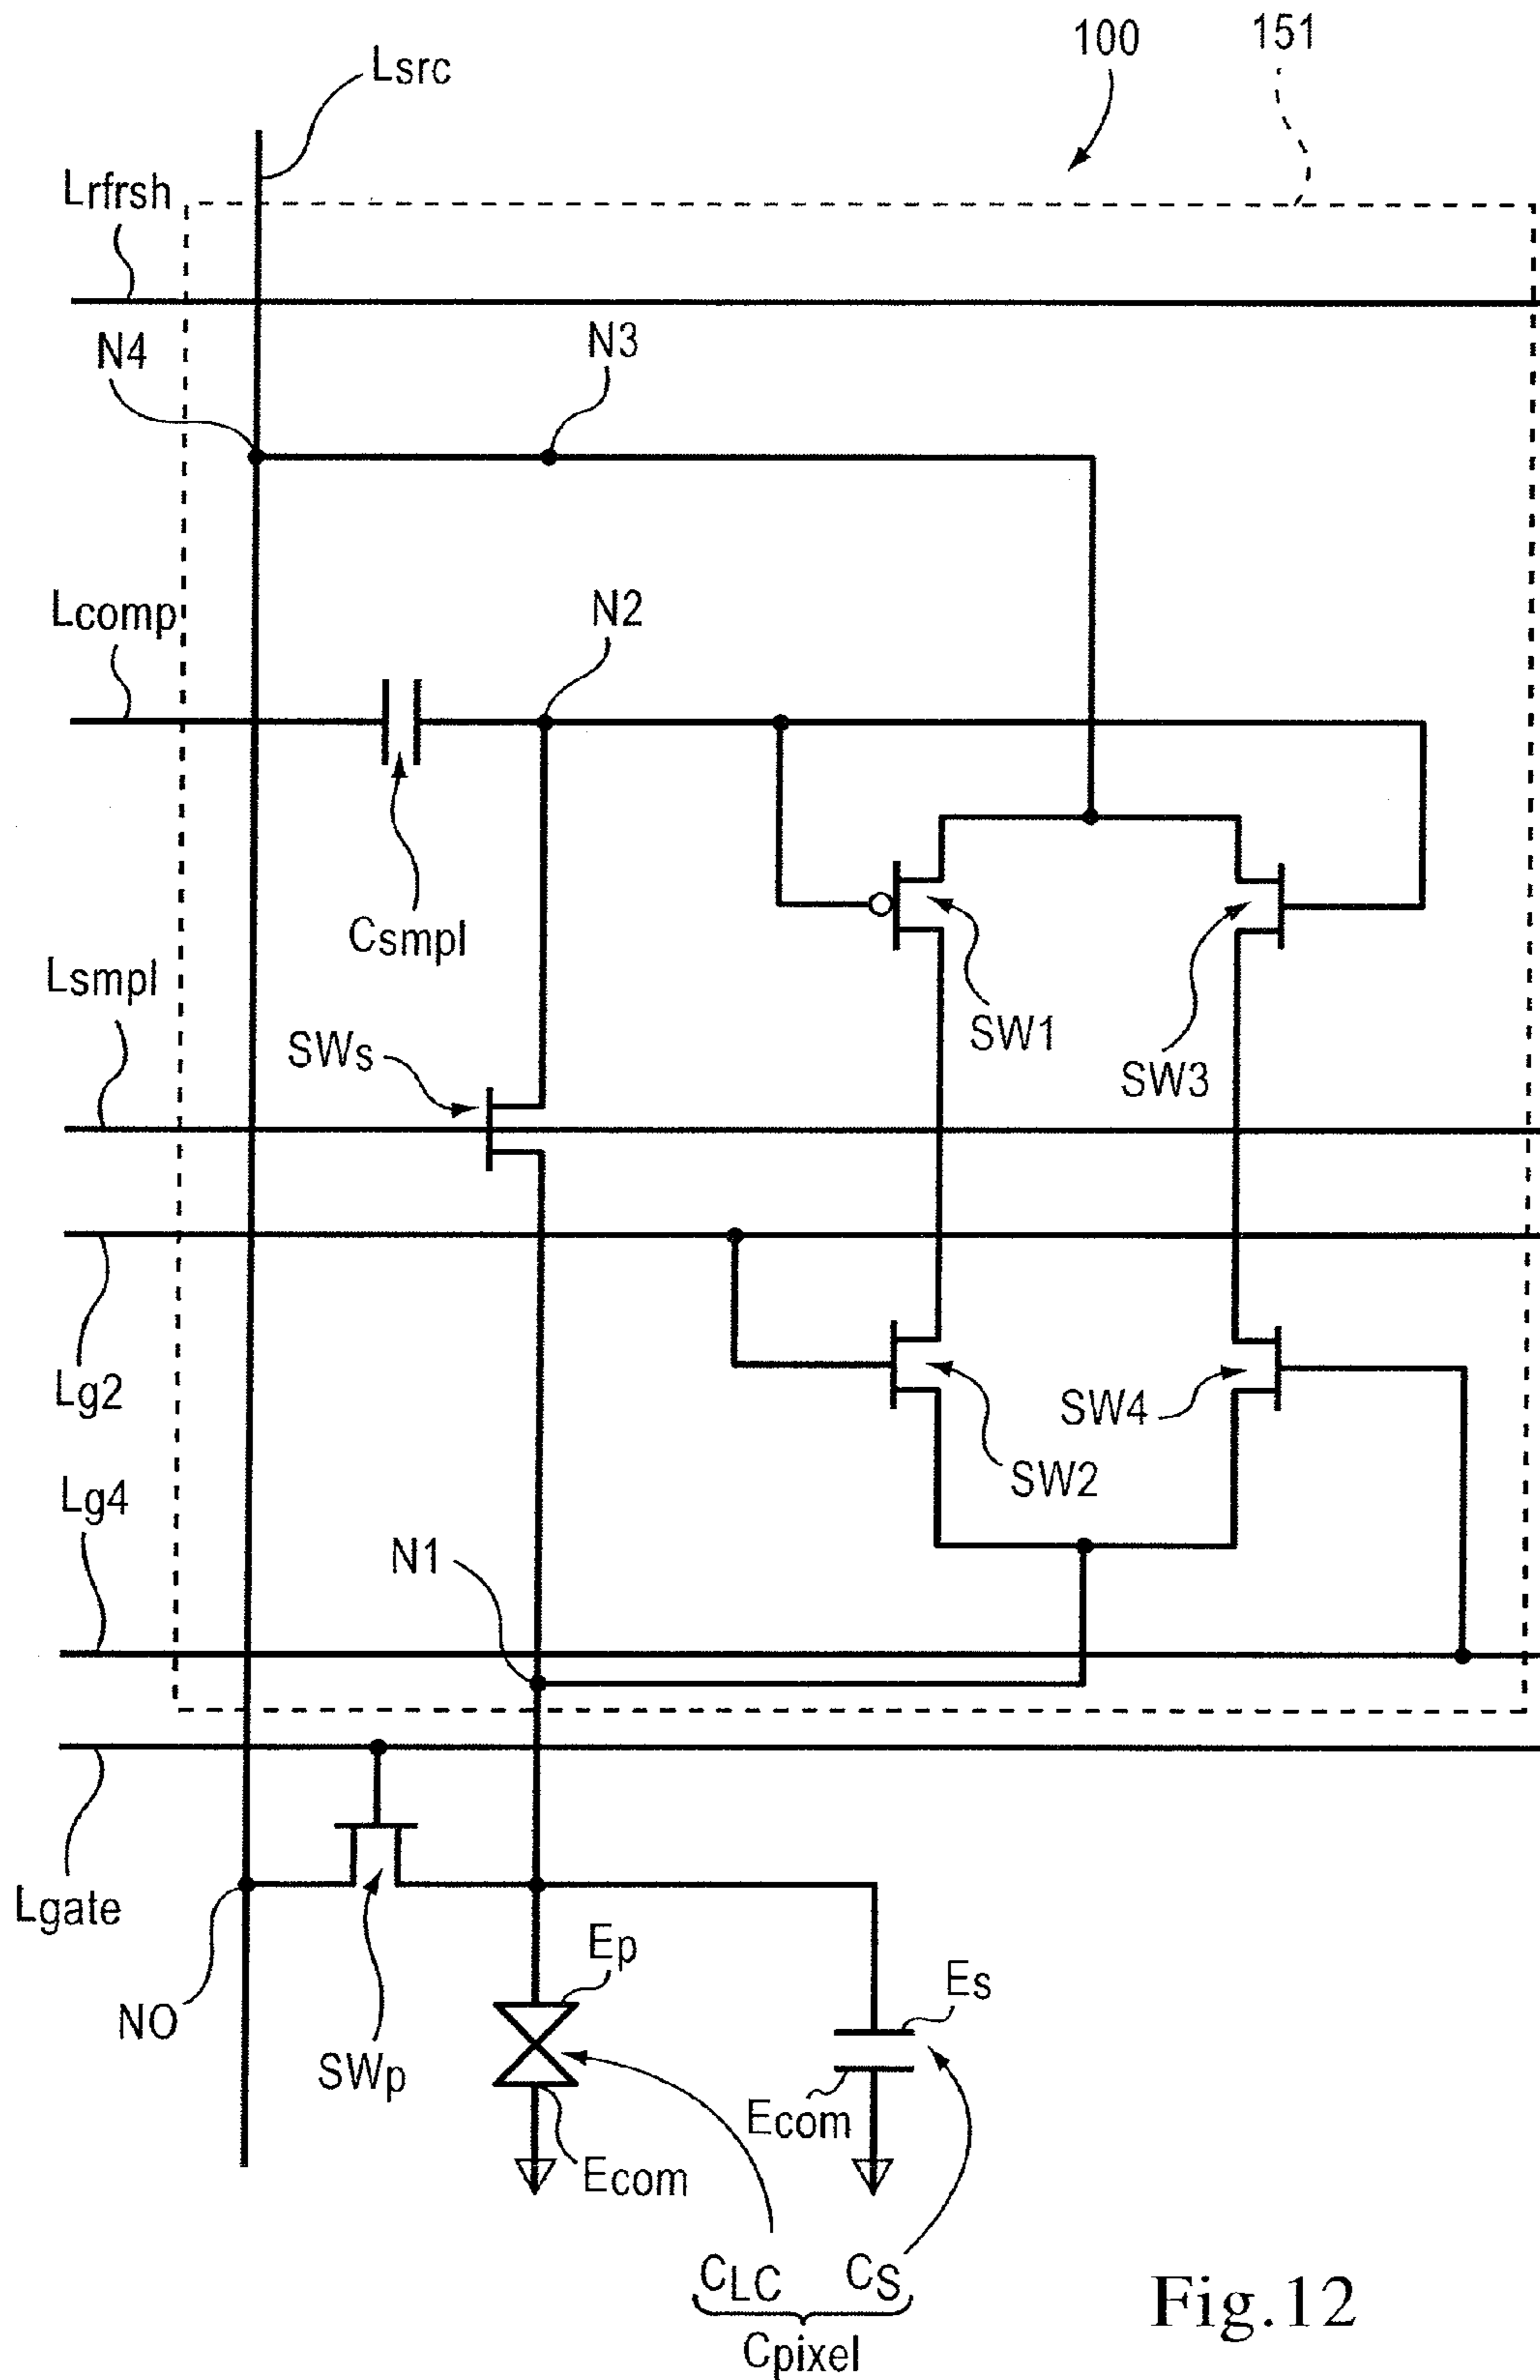 100
151
Lsrc
Lrfrsh
N4
N3
Lcomp
N2
Csmpl
Lsmpl
SWs
SW1
SW3
Lg2
SW4
SW2
Lg4
N1
Lgate
Ep
Es
NO
SWp
Ecom
Ecom
CLC
CS
Cpixel
Fig.12